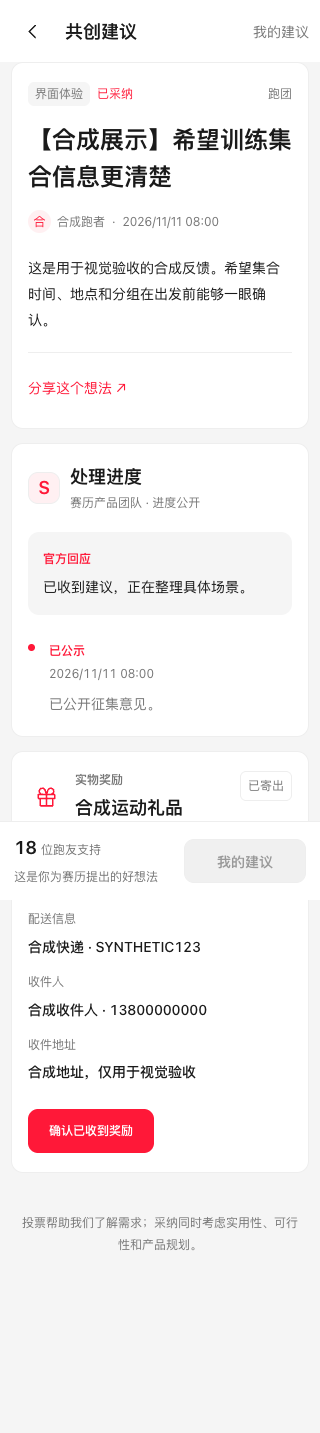 共创建议
我的建议
界面体验 已采纳
跑团
【合成展示】希望训练集
合信息更清楚
合 合成跑者 · 2026/11/11 08:00
这是用于视觉验收的合成反馈。希望集合
时间、地点和分组在出发前能够一眼确
认。
分享这个想法
S
处理进度
赛历产品团队 · 进度公开
官方回应
已收到建议，正在整理具体场景。
已公示
2026/11/11 08:00
已公开征集意见。
实物奖励
已寄出
合成运动礼品
18 位跑友支持
这是你为赛历提出的好想法
我的建议
配送信息
合成快递 · SYNTHETIC123
收件人
合成收件人 · 13800000000
收件地址
合成地址，仅用于视觉验收
确认已收到奖励
投票帮助我们了解需求；采纳同时考虑实用性、可行
性和产品规划。